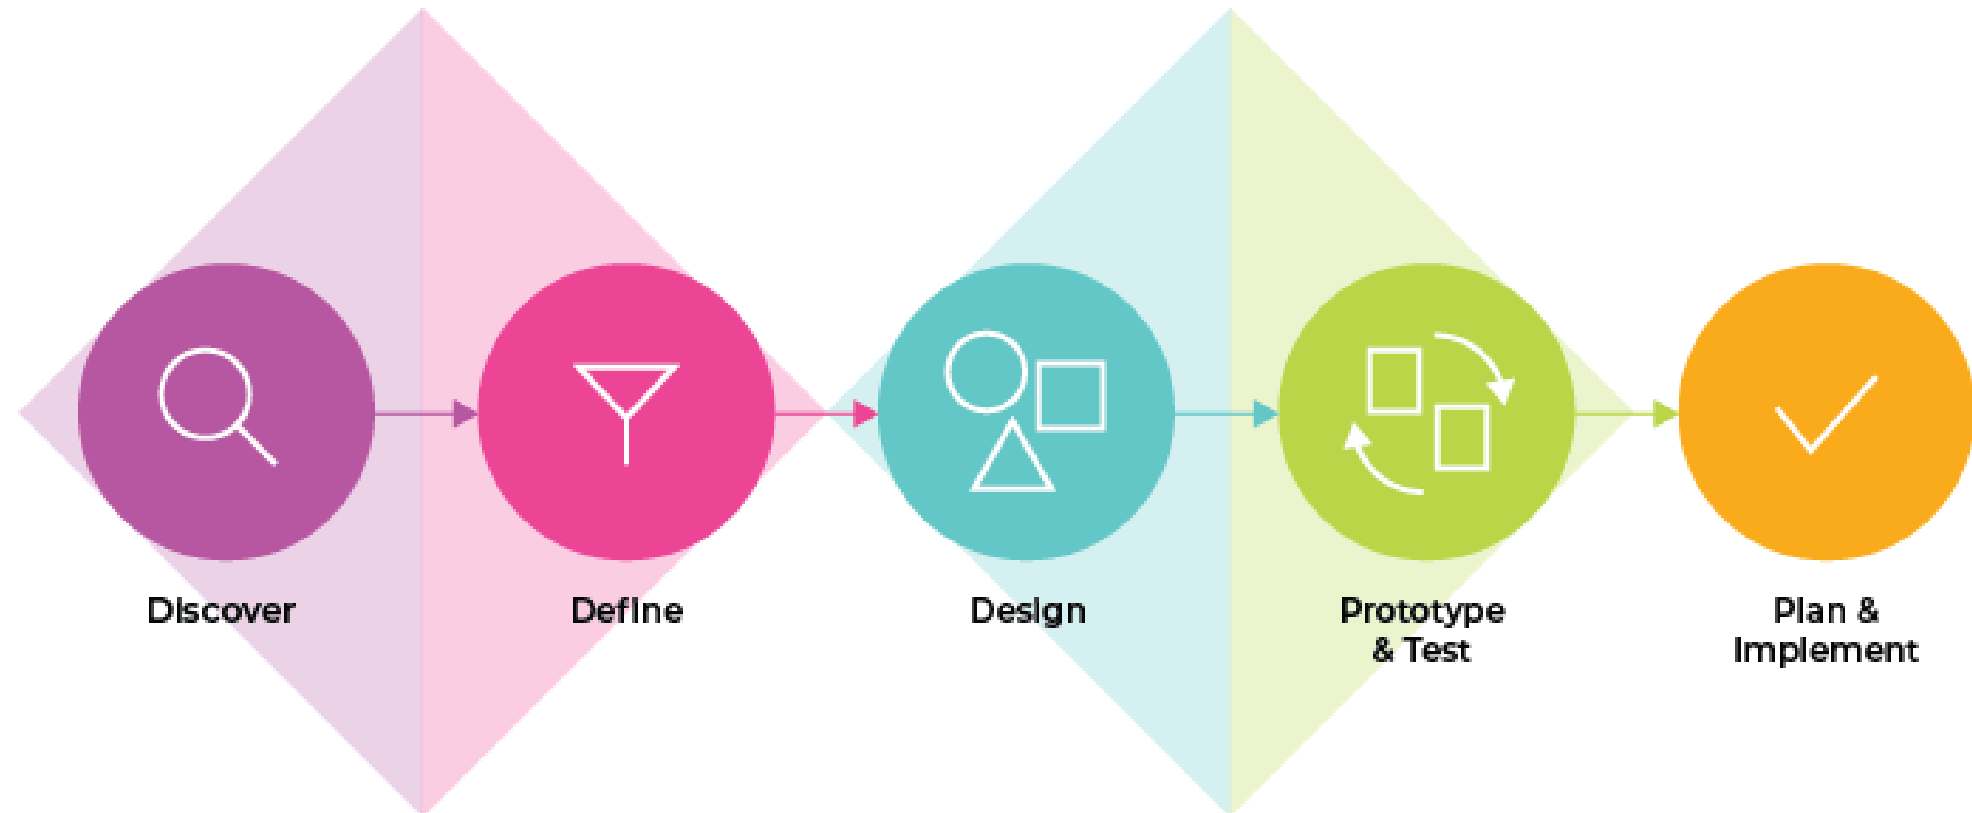 Discover
Define
Design
Prototype
& Test
Plan &
Implement